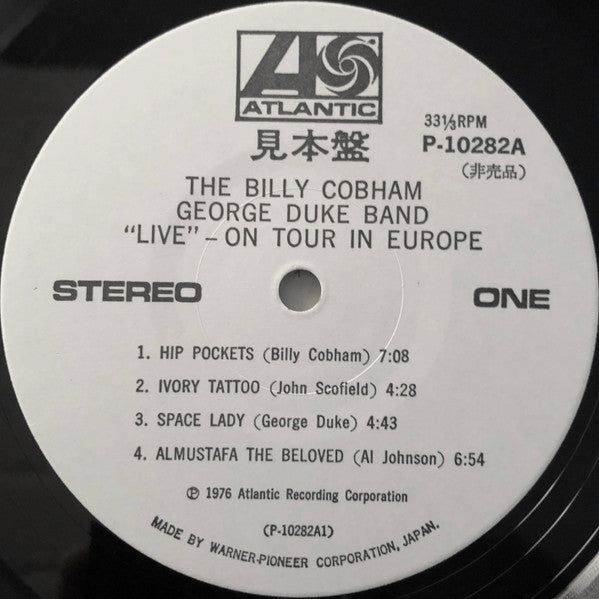 ATLANTIC
見本盤
33⅓RPM
P-10282A
(非売品)
THE BILLY COBHAM
GEORGE DUKE BAND
“LIVE” – ON TOUR IN EUROPE
STEREO
ONE
1. HIP POCKETS (Billy Cobham) 7:08
2. IVORY TATTOO (John Scofield) 4:28
3. SPACE LADY (George Duke) 4:43
4. ALMUSTAFA THE BELOVED (Al Johnson) 6:54
℗ 1976 Atlantic Recording Corporation
(P-10282A1)
MADE BY WARNER-PIONEER CORPORATION, JAPAN.